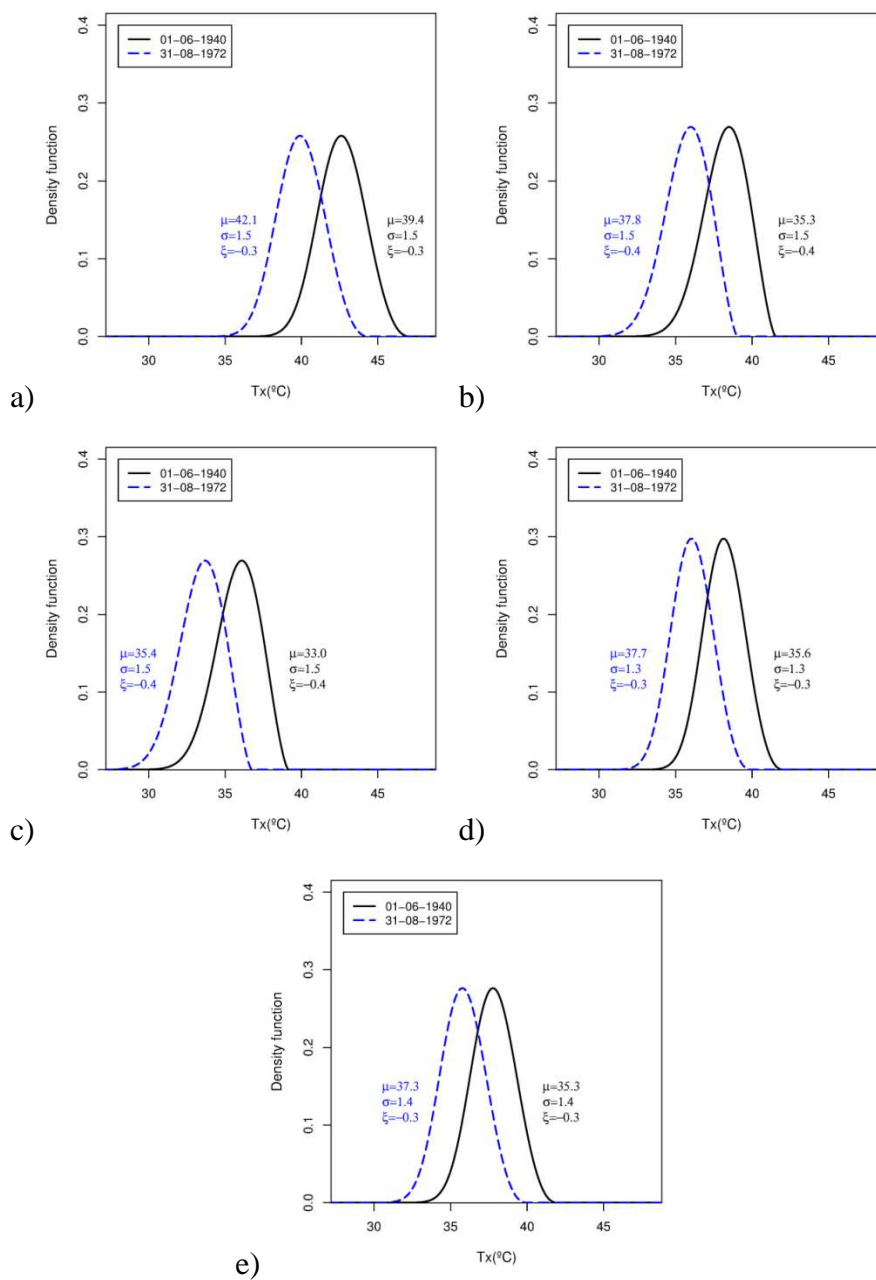 01−06−1940
31−08−1972
Density function
0.0 0.1 0.2 0.3 0.4
μ=42.1
σ=1.5
ξ=−0.3
μ=39.4
σ=1.5
ξ=−0.3
30 35 40 45
Tx(ºC)
a)
01−06−1940
31−08−1972
Density function
0.0 0.1 0.2 0.3 0.4
μ=37.8
σ=1.5
ξ=−0.4
μ=35.3
σ=1.5
ξ=−0.4
30 35 40 45
Tx(ºC)
b)
01−06−1940
31−08−1972
Density function
0.0 0.1 0.2 0.3 0.4
μ=35.4
σ=1.5
ξ=−0.4
μ=33.0
σ=1.5
ξ=−0.4
30 35 40 45
Tx(ºC)
c)
01−06−1940
31−08−1972
Density function
0.0 0.1 0.2 0.3 0.4
μ=37.7
σ=1.3
ξ=−0.3
μ=35.6
σ=1.3
ξ=−0.3
30 35 40 45
Tx(ºC)
d)
01−06−1940
31−08−1972
Density function
0.0 0.1 0.2 0.3 0.4
μ=37.3
σ=1.4
ξ=−0.3
μ=35.3
σ=1.4
ξ=−0.3
30 35 40 45
Tx(ºC)
e)